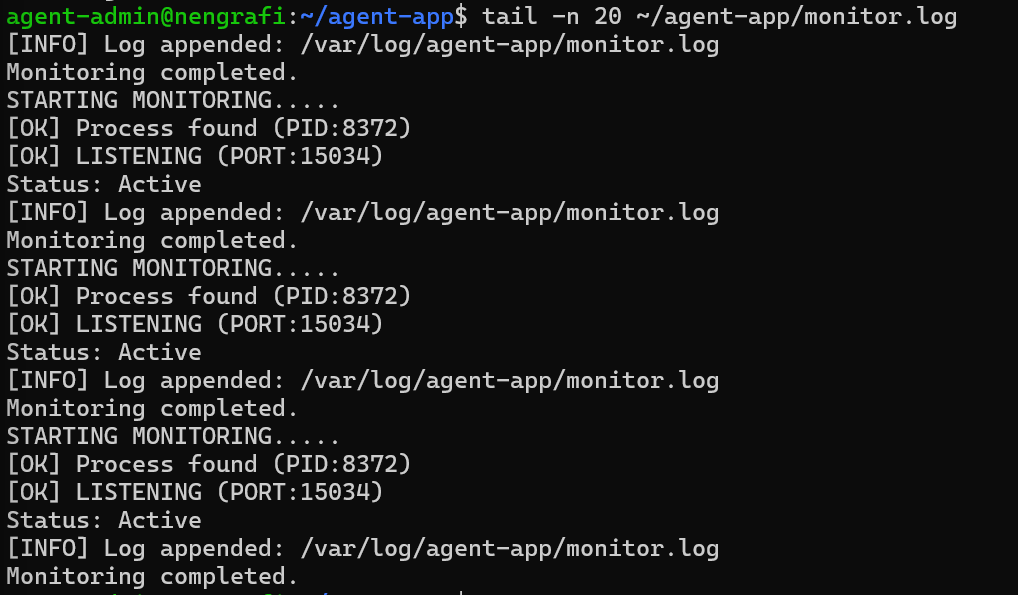 agent-admin@nengrafi:~/agent-app$ tail -n 20 ~/agent-app/monitor.log
[INFO] Log appended: /var/log/agent-app/monitor.log
Monitoring completed.
STARTING MONITORING.....
[OK] Process found (PID:8372)
[OK] LISTENING (PORT:15034)
Status: Active
[INFO] Log appended: /var/log/agent-app/monitor.log
Monitoring completed.
STARTING MONITORING.....
[OK] Process found (PID:8372)
[OK] LISTENING (PORT:15034)
Status: Active
[INFO] Log appended: /var/log/agent-app/monitor.log
Monitoring completed.
STARTING MONITORING.....
[OK] Process found (PID:8372)
[OK] LISTENING (PORT:15034)
Status: Active
[INFO] Log appended: /var/log/agent-app/monitor.log
Monitoring completed.